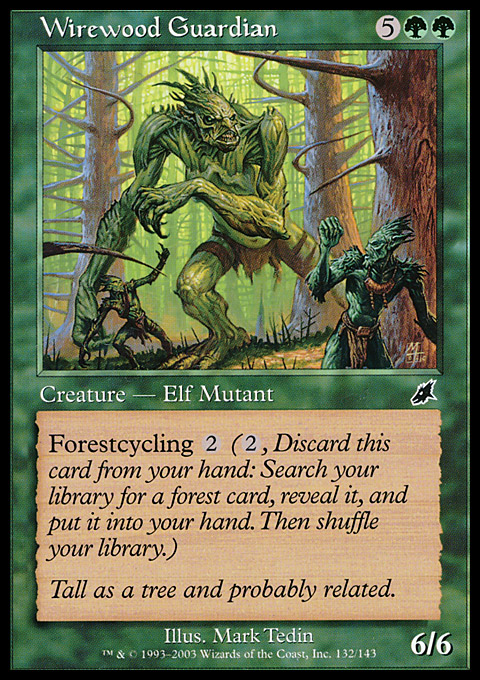 Wirewood Guardian 5
Creature — Elf Mutant
Forestcycling 2 (2, Discard this
card from your hand: Search your
library for a forest card, reveal it, and
put it into your hand. Then shuffle
your library.)
Tall as a tree and probably related.
Illus. Mark Tedin
™ & © 1993–2003 Wizards of the Coast, Inc. 132/143
6/6